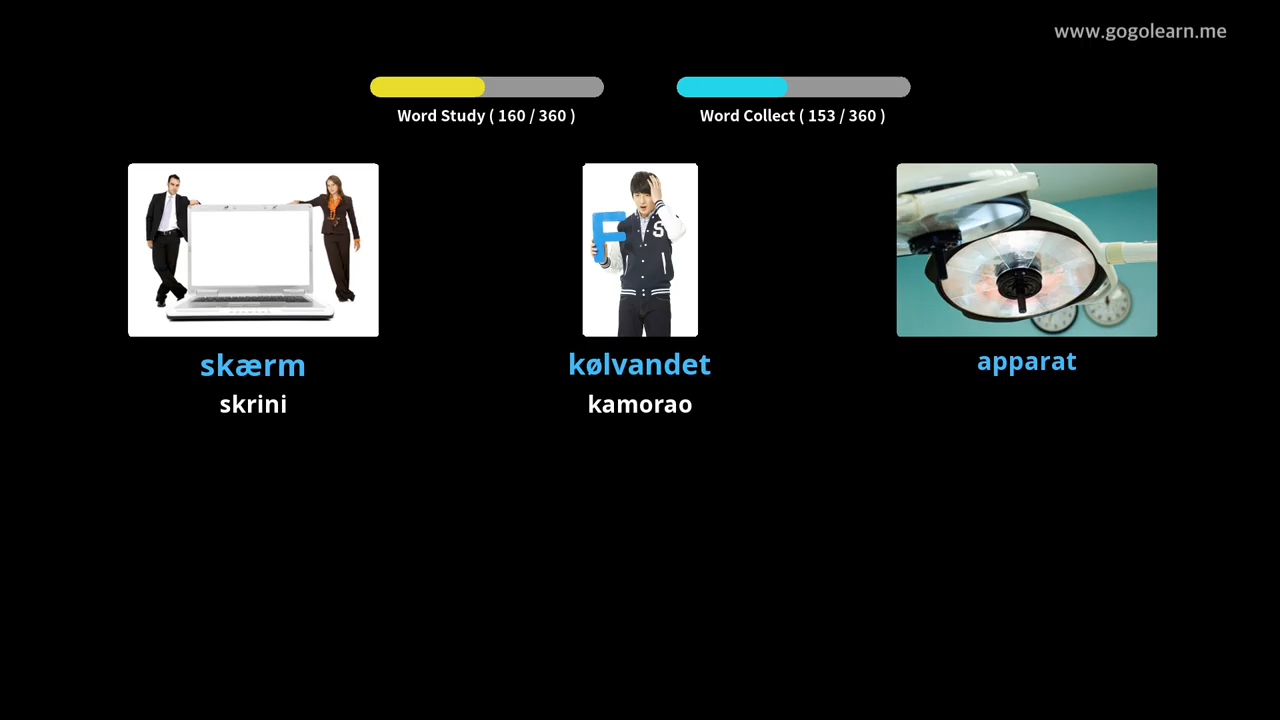 www.gogolearn.me
Word Study ( 160 / 360 )
Word Collect ( 153 / 360 )
F
S
skærm
kølvandet
apparat
skrini
kamorao